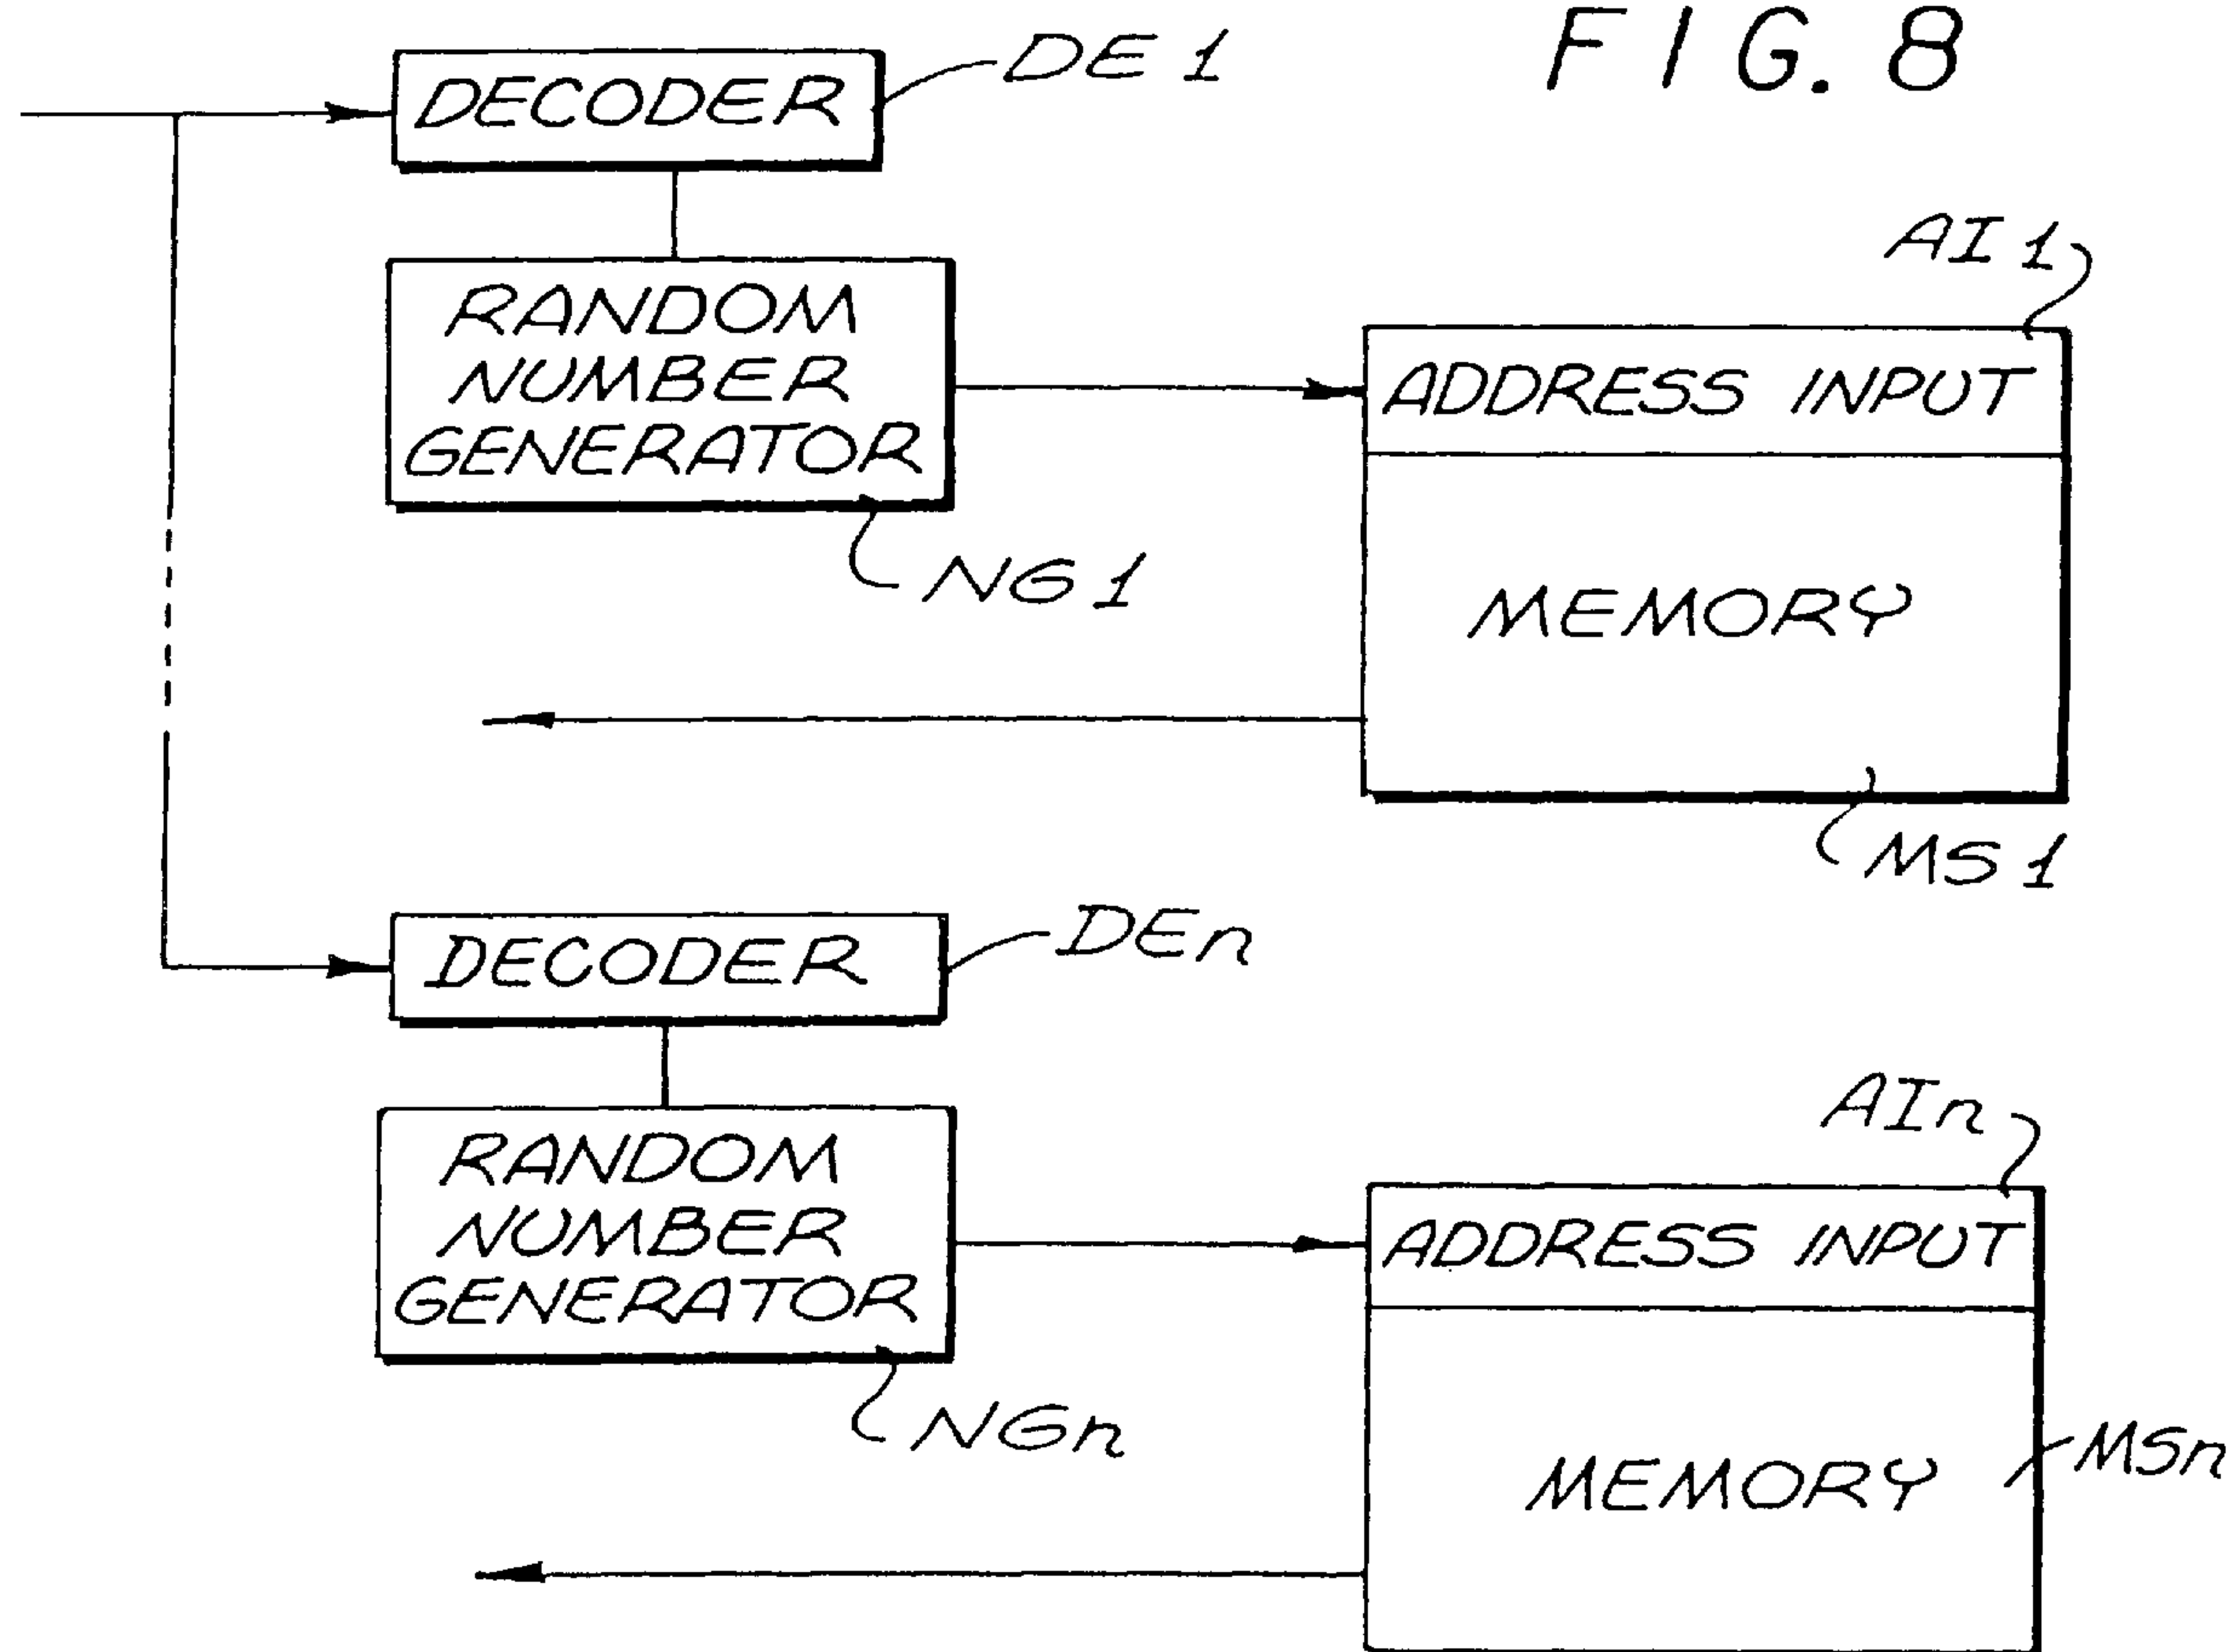 FIG. 8
DECODER
DE 1
RANDOM
NUMBER
GENERATOR
NG 1
AI 1
ADDRESS INPUT
MEMORY
MS 1
DECODER
DEn
RANDOM
NUMBER
GENERATOR
NGn
AIn
ADDRESS INPUT
MEMORY
MSn